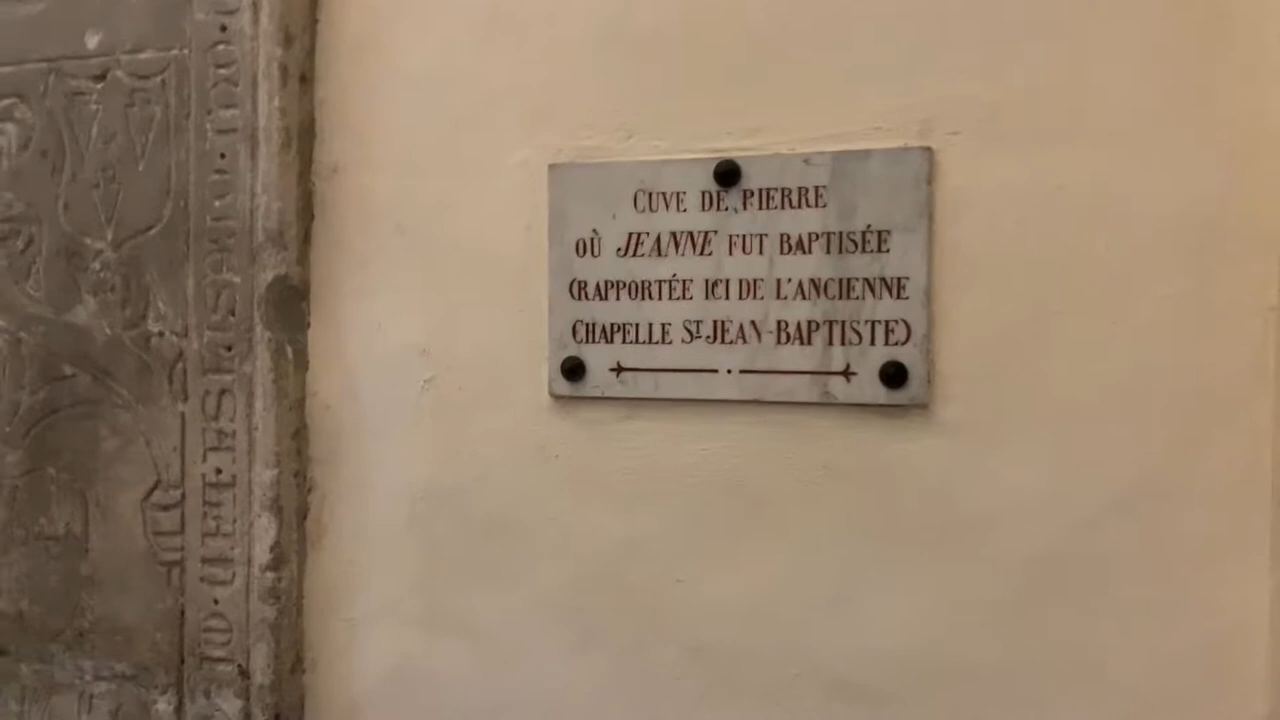 CUVE DE PIERRE
OÙ JEANNE FUT BAPTISÉE
(RAPPORTÉE ICI DE L'ANCIENNE
CHAPELLE ST JEAN-BAPTISTE)